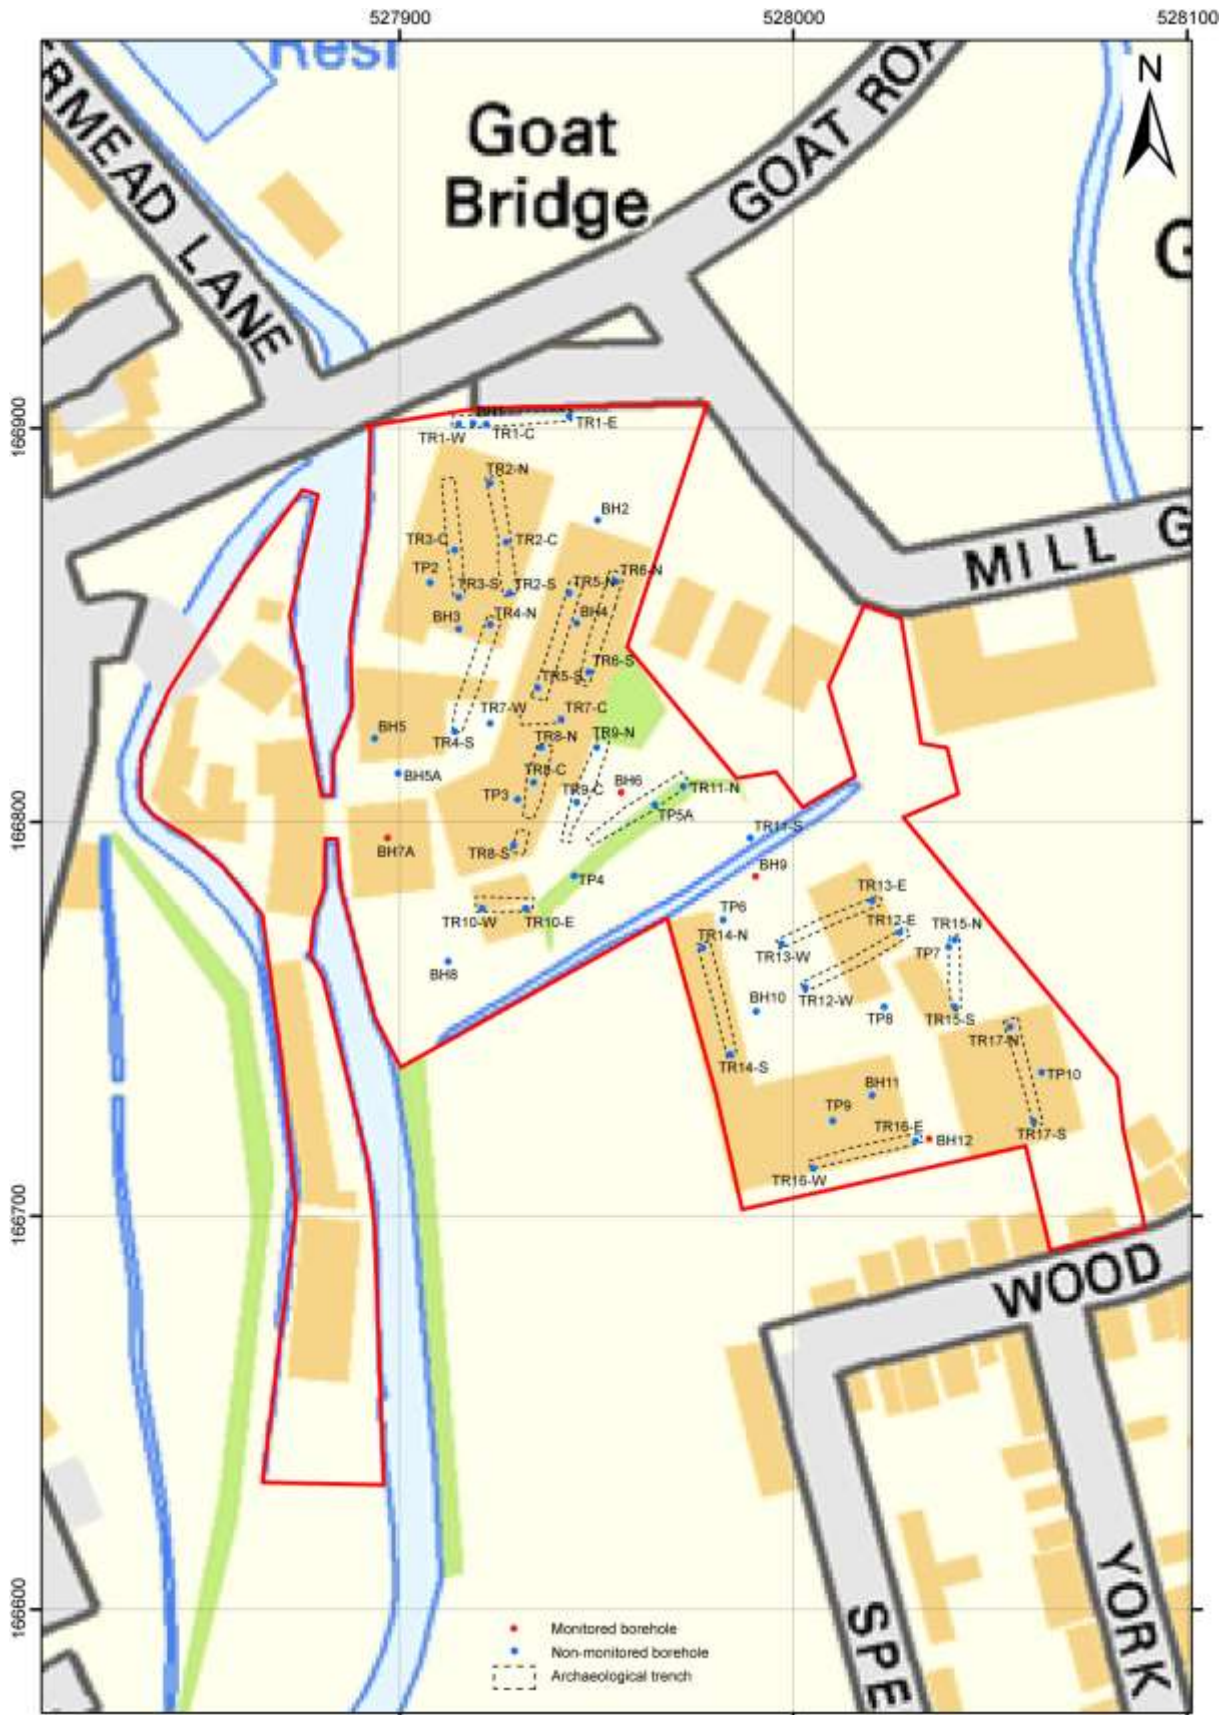 527900
528000
528100
Resr
N
RMEAD LANE
Goat
Bridge
GOAT ROA
G
166900
BH1
TR1-W
TR1-C
TR1-E
TR2-N
BH2
TR3-C
TR2-C
MILL G
TP2
TR3-S
TR2-S
TR5-N
TR6-N
BH3
TR4-N
BH4
TR6-S
TR5-S
TR7-W
TR7-C
BH5
TR4-S
TR8-N
TR9-N
BH5A
TR8-C
BH6
TP3
TR9-C
TR11-N
TP5A
166800
BH7A
TR8-S
TR11-S
BH9
TP4
TR13-E
TR10-W
TR10-E
TP6
TR12-E
TR14-N
TR15-N
TR13-W
TP7
BH8
TR12-W
BH10
TP8
TR15-S
TR17-N
TR14-S
TP10
BH11
TP9
TR16-E
BH12
TR17-S
TR16-W
166700
WOOD
YORK
SPE
166600
Monitored borehole
Non-monitored borehole
Archaeological trench